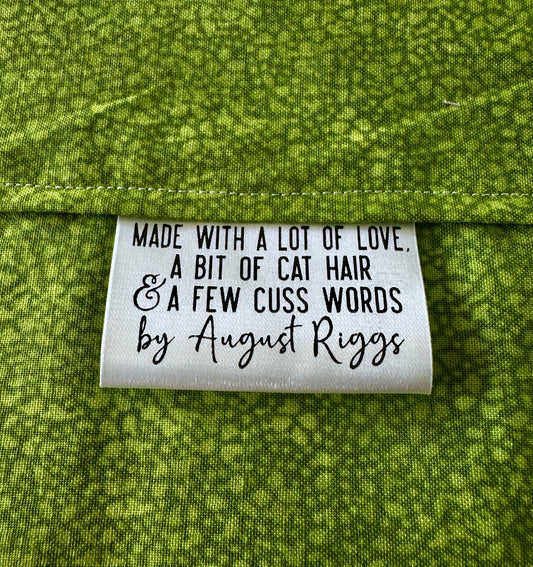 MADE WITH A LOT OF LOVE,
A BIT OF CAT HAIR
& A FEW CUSS WORDS
by August Riggs